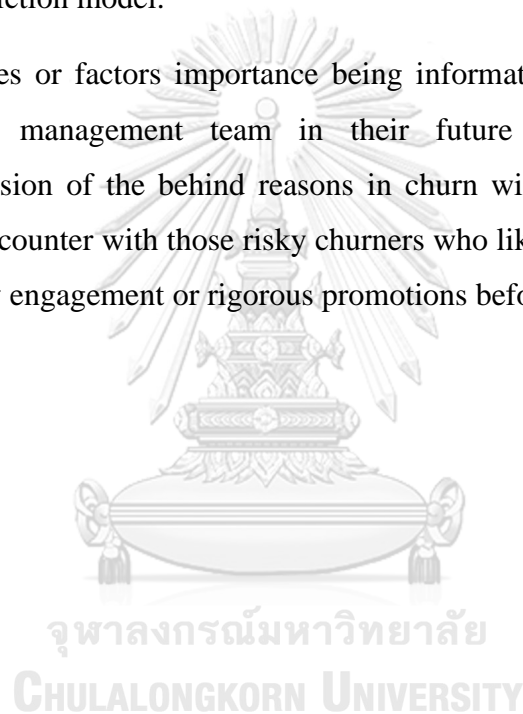 ction model.
es or factors importance being informat
management team in their future
sion of the behind reasons in churn wi
counter with those risky churners who lik
engagement or rigorous promotions befo
จุฬาลงกรณ์มหาวิทยาลัย
CHULALONGKORN UNIVERSITY